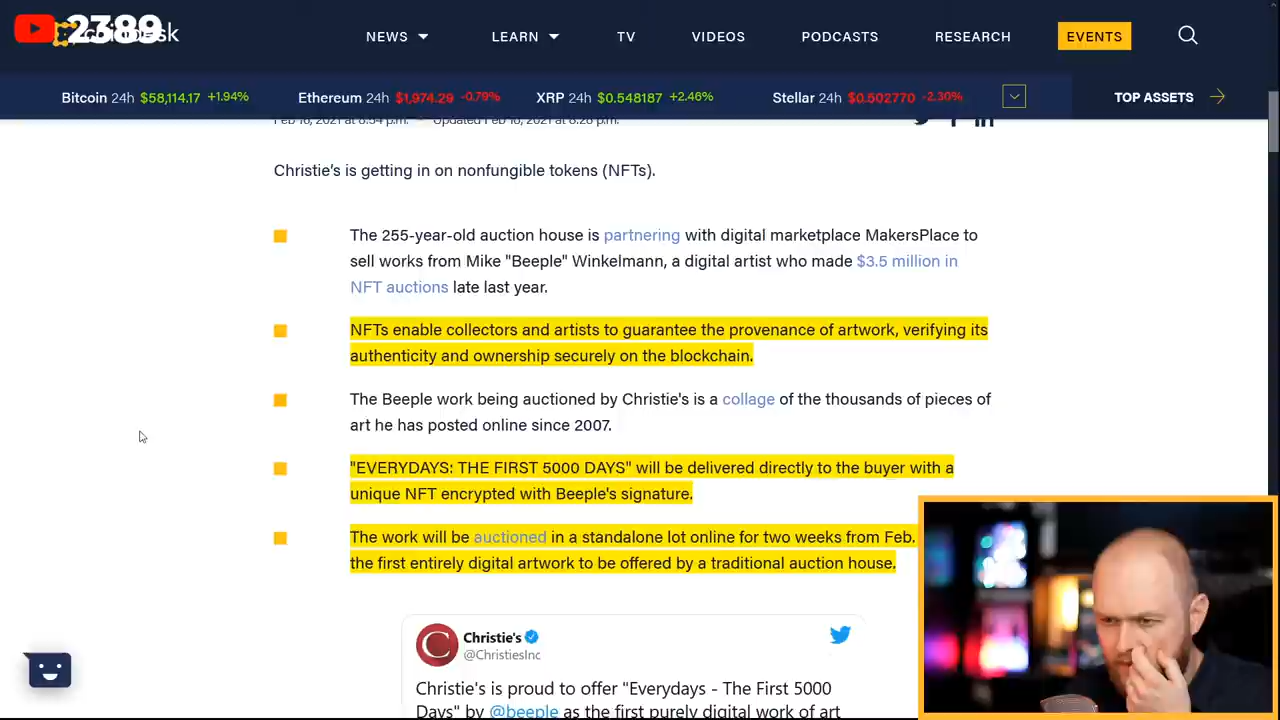 2389
NEWS LEARN TV VIDEOS PODCASTS RESEARCH EVENTS
Bitcoin 24h $58,114.17 +1.94% Ethereum 24h $1,974.29 -0.79% XRP 24h $0.548187 +2.46% Stellar 24h $0.502770 -2.30% TOP ASSETS
Christie's is getting in on nonfungible tokens (NFTs).
The 255-year-old auction house is partnering with digital marketplace MakersPlace to
sell works from Mike "Beeple" Winkelmann, a digital artist who made $3.5 million in
NFT auctions late last year.
NFTs enable collectors and artists to guarantee the provenance of artwork, verifying its
authenticity and ownership securely on the blockchain.
The Beeple work being auctioned by Christie's is a collage of the thousands of pieces of
art he has posted online since 2007.
"EVERYDAYS: THE FIRST 5000 DAYS" will be delivered directly to the buyer with a
unique NFT encrypted with Beeple's signature.
The work will be auctioned in a standalone lot online for two weeks from Feb.
the first entirely digital artwork to be offered by a traditional auction house.
Christie's
@ChristiesInc
Christie's is proud to offer "Everydays - The First 5000
Days" by @beeple as the first purely digital work of art